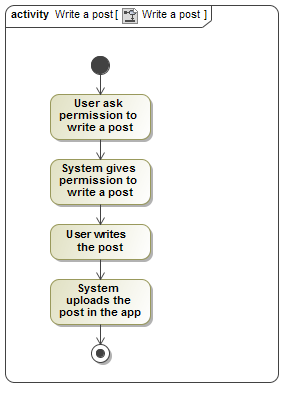 activity Write a post[ Write a post ]
User ask
permission to
write a post
System gives
permission to
write a post
User writes
the post
System
uploads the
post in the app